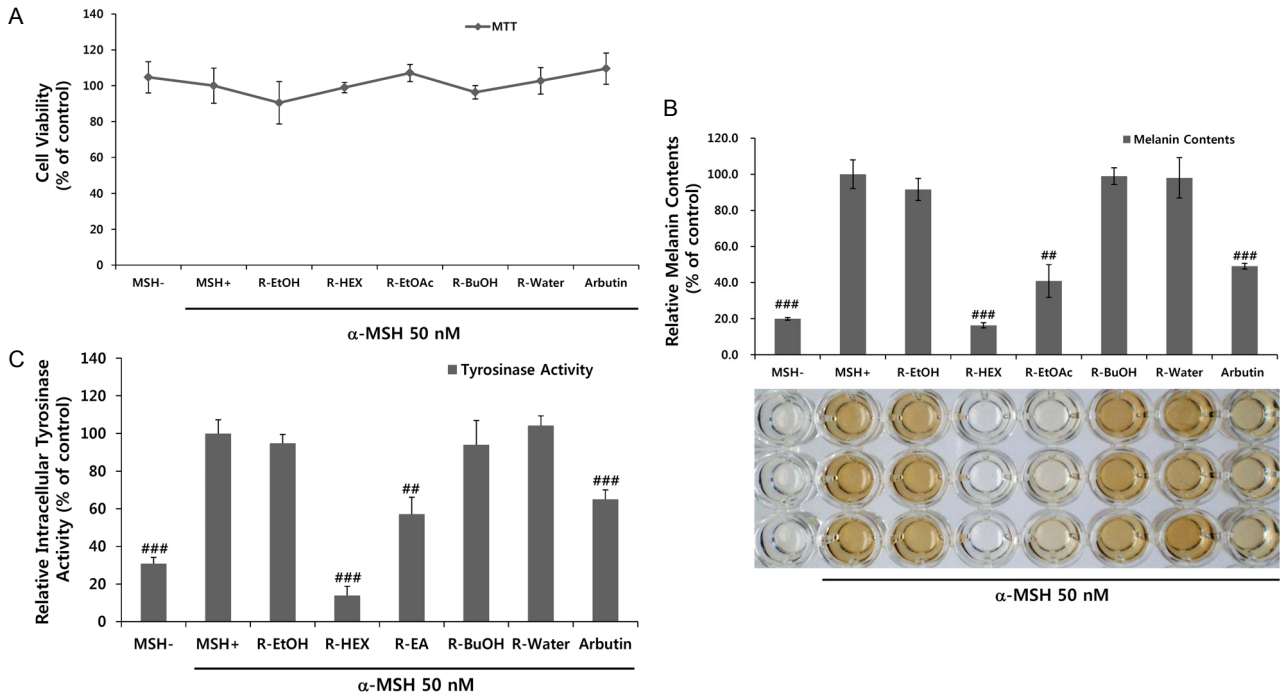 A
140
120
100
80
60
40
20
0
Cell Viability
(% of control)
MTT
MSH- MSH+ R-EtOH R-HEX R-EtOAc R-BuOH R-Water Arbutin
α-MSH 50 nM
B
120.0
100.0
80.0
60.0
40.0
20.0
0.0
Relative Melanin Contents
(% of control)
Melanin Contents
### ### ## ###
MSH- MSH+ R-EtOH R-HEX R-EtOAc R-BuOH R-Water Arbutin
α-MSH 50 nM
C
140
120
100
80
60
40
20
0
Relative Intracellular Tyrosinase
Activity (% of control)
Tyrosinase Activity
### ### ## ###
MSH- MSH+ R-EtOH R-HEX R-EA R-BuOH R-Water Arbutin
α-MSH 50 nM